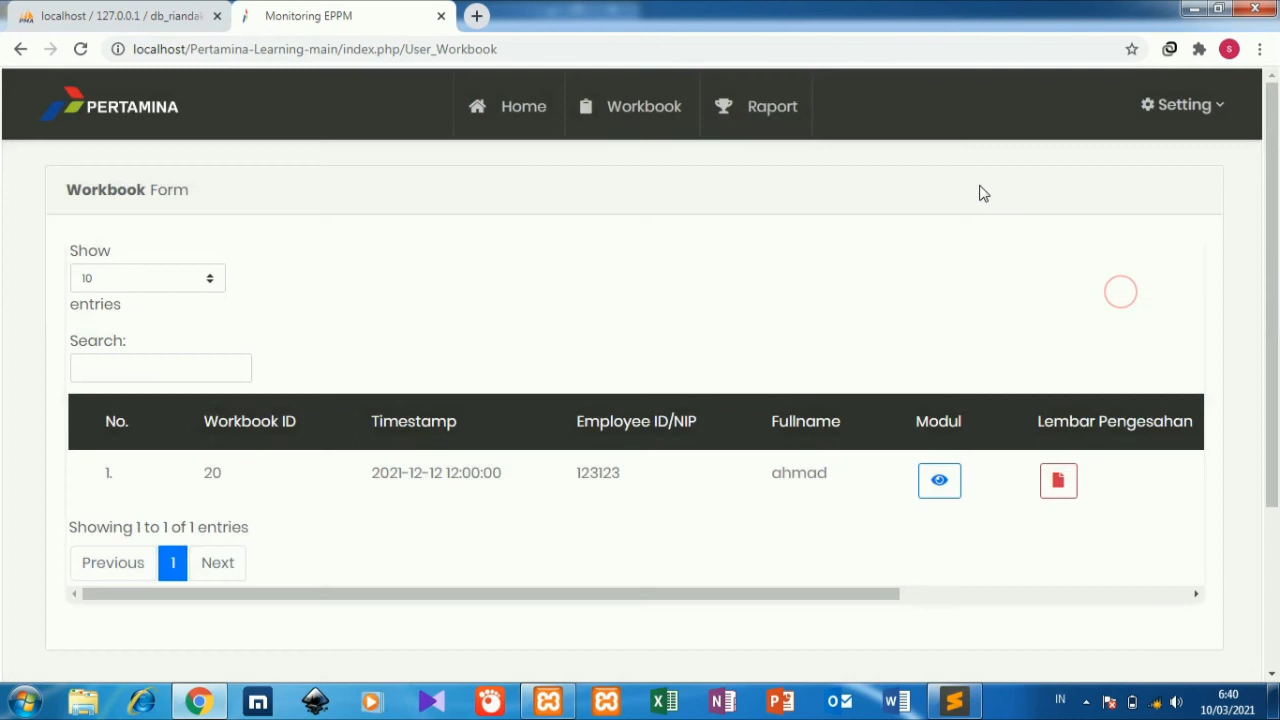 localhost / 127.0.0.1 / db_rianda
Monitoring EPPM
localhost/Pertamina-Learning-main/index.php/User_Workbook
S
PERTAMINA
Home
Workbook
Raport
Setting
Workbook Form
Show
10
entries
Search:
No. Workbook ID Timestamp Employee ID/NIP Fullname Modul Lembar Pengesahan
1. 20 2021-12-12 12:00:00 123123 ahmad
Showing 1 to 1 of 1 entries
Previous 1 Next
IN
6:40
10/03/2021